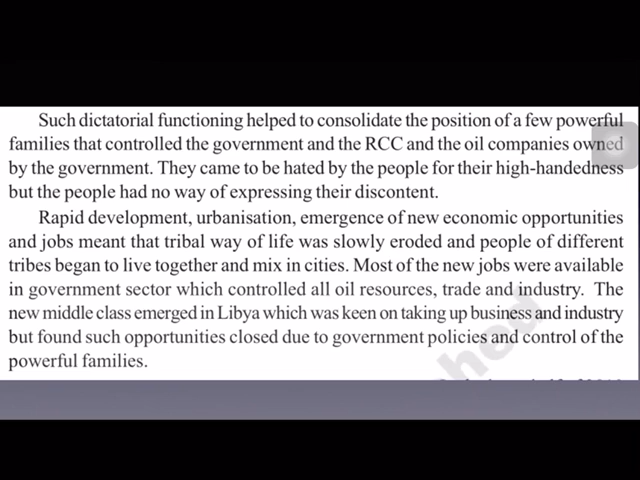 Such dictatorial functioning helped to consolidate the position of a few powerful
families that controlled the government and the RCC and the oil companies owned
by the government. They came to be hated by the people for their high-handedness
but the people had no way of expressing their discontent.
Rapid development, urbanisation, emergence of new economic opportunities
and jobs meant that tribal way of life was slowly eroded and people of different
tribes began to live together and mix in cities. Most of the new jobs were available
in government sector which controlled all oil resources, trade and industry. The
new middle class emerged in Libya which was keen on taking up business and industry
but found such opportunities closed due to government policies and control of the
powerful families.